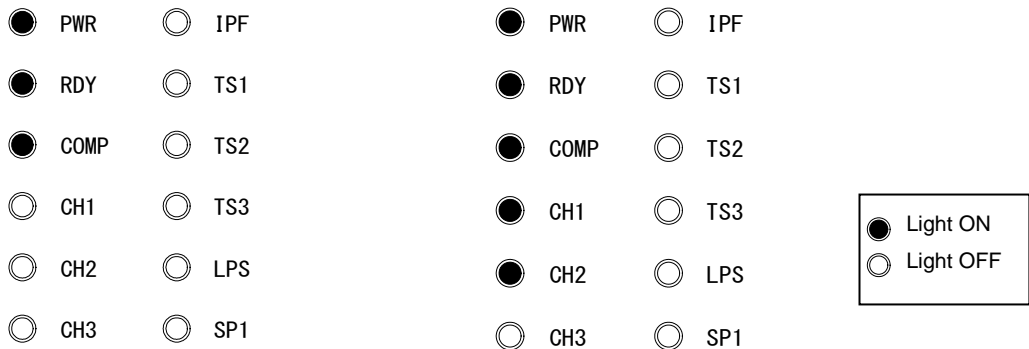 PWR IPF
RDY TS1
COMP TS2
CH1 TS3
CH2 LPS
CH3 SP1
PWR IPF
RDY TS1
COMP TS2
CH1 TS3
CH2 LPS
CH3 SP1
Light ON
Light OFF